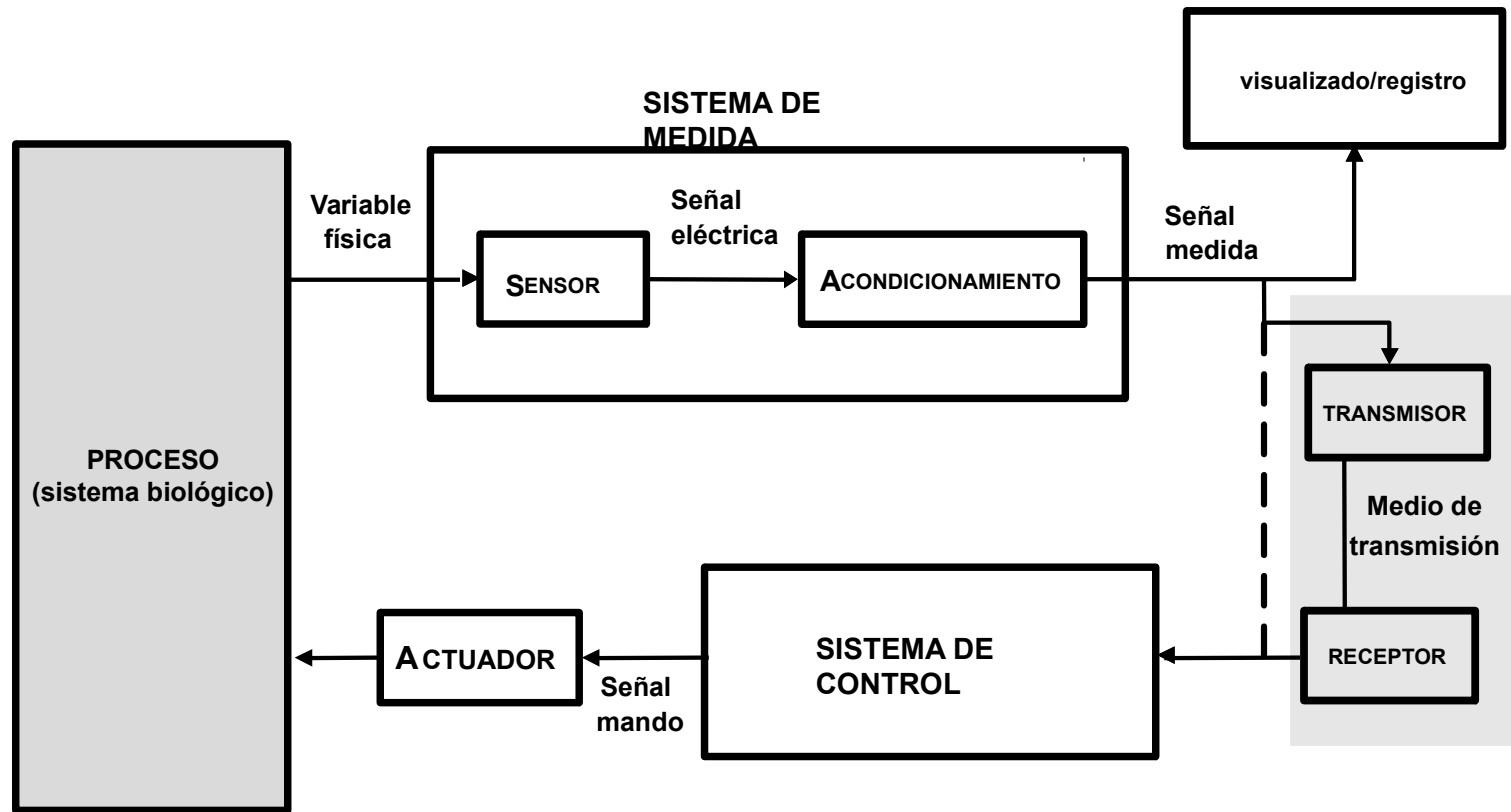 visualizado/registro
SISTEMA DE
MEDIDA
Variable
física
Señal
eléctrica
Señal
medida
SENSOR
ACONDICIONAMIENTO
TRANSMISOR
PROCESO
(sistema biológico)
Medio de
transmisión
ACTUADOR
Señal
mando
SISTEMA DE
CONTROL
RECEPTOR